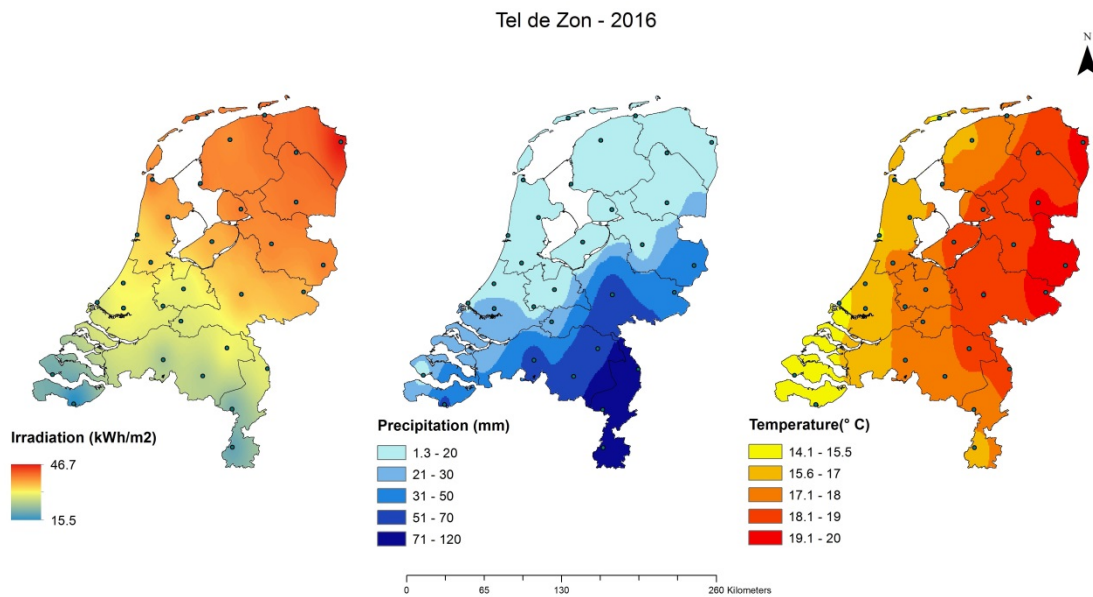 Tel de Zon - 2016
N
Irradiation (kWh/m2)
46.7
15.5
Precipitation (mm)
1.3 - 20
21 - 30
31 - 50
51 - 70
71 - 120
Temperature(° C)
14.1 - 15.5
15.6 - 17
17.1 - 18
18.1 - 19
19.1 - 20
0 65 130 260 Kilometers